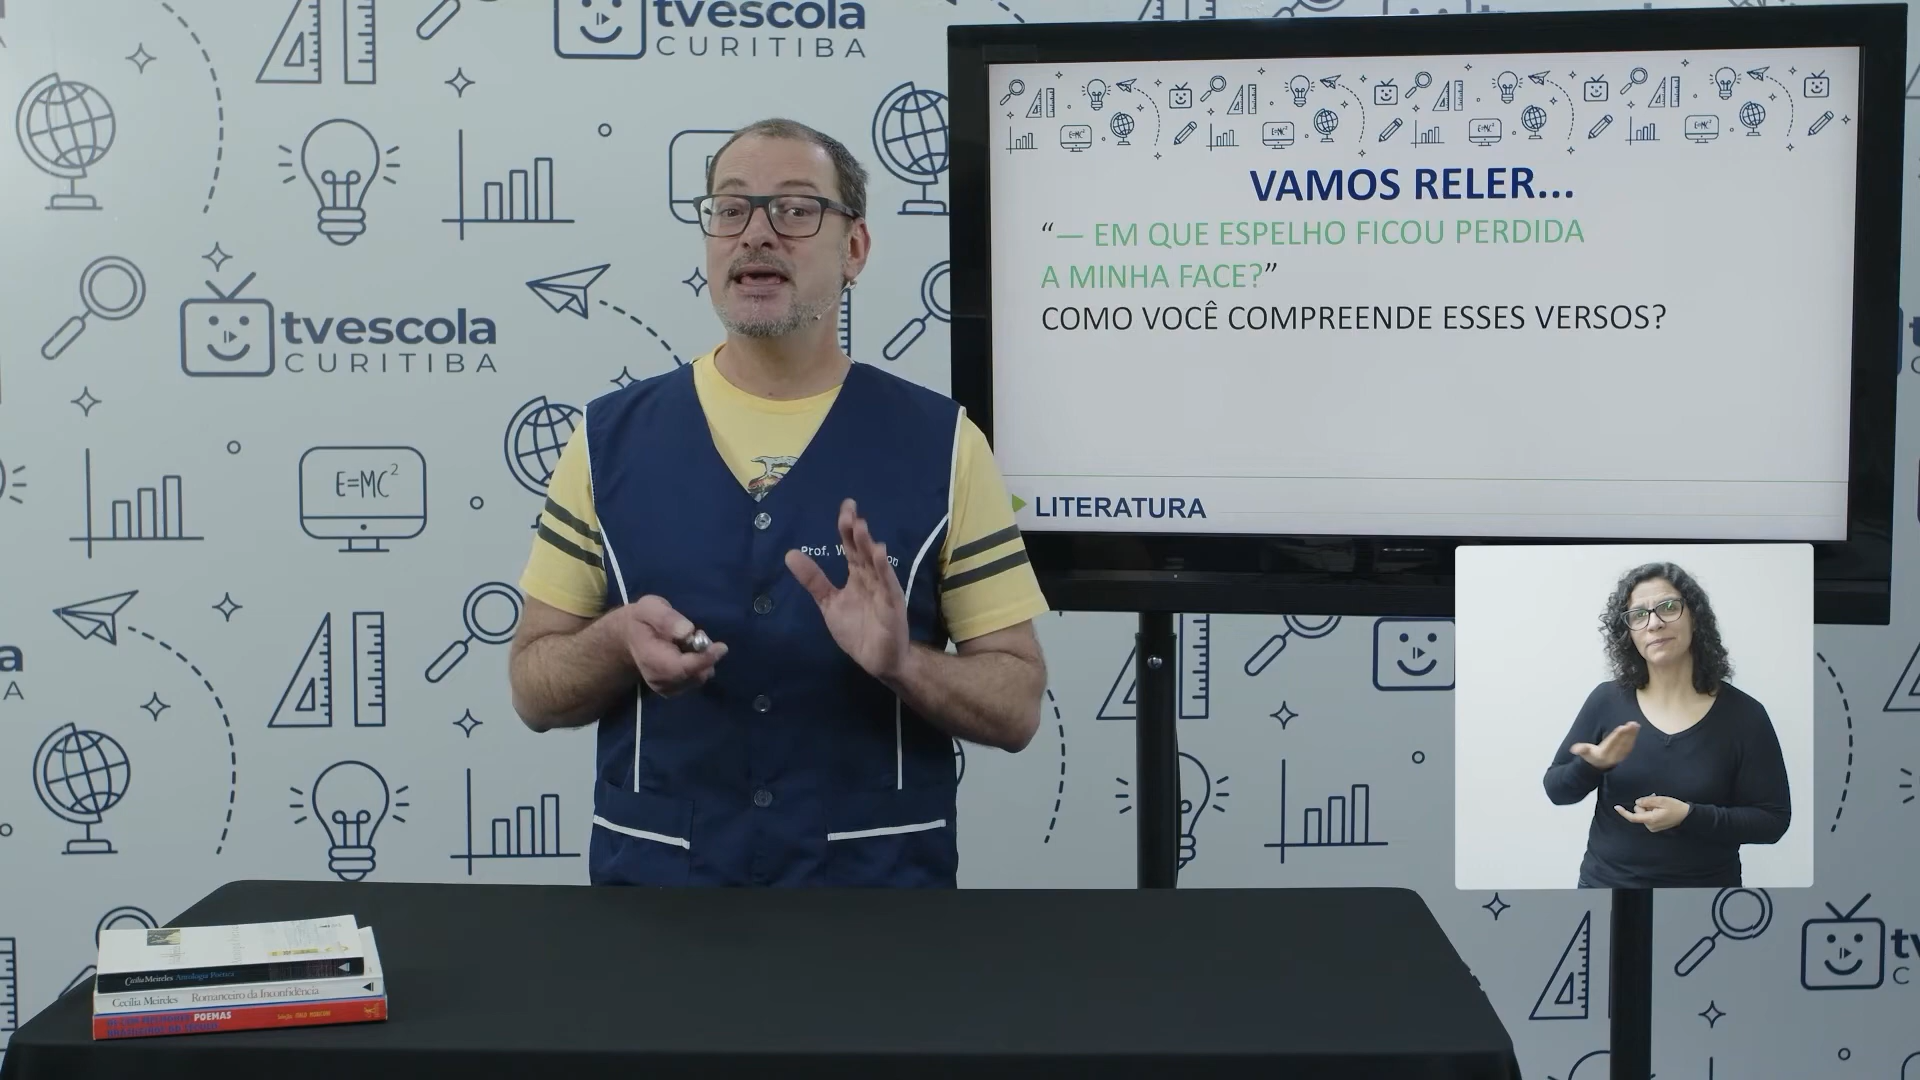 tvescola
CURITIBA
VAMOS RELER...
“— EM QUE ESPELHO FICOU PERDIDA
A MINHA FACE?”
COMO VOCÊ COMPREENDE ESSES VERSOS?
LITERATURA
tvescola
CURITIBA
E=MC²
Prof.
Cecília Meireles Antologia Poética
Cecília Meireles Romanceiro da Inconfidência
POEMAS